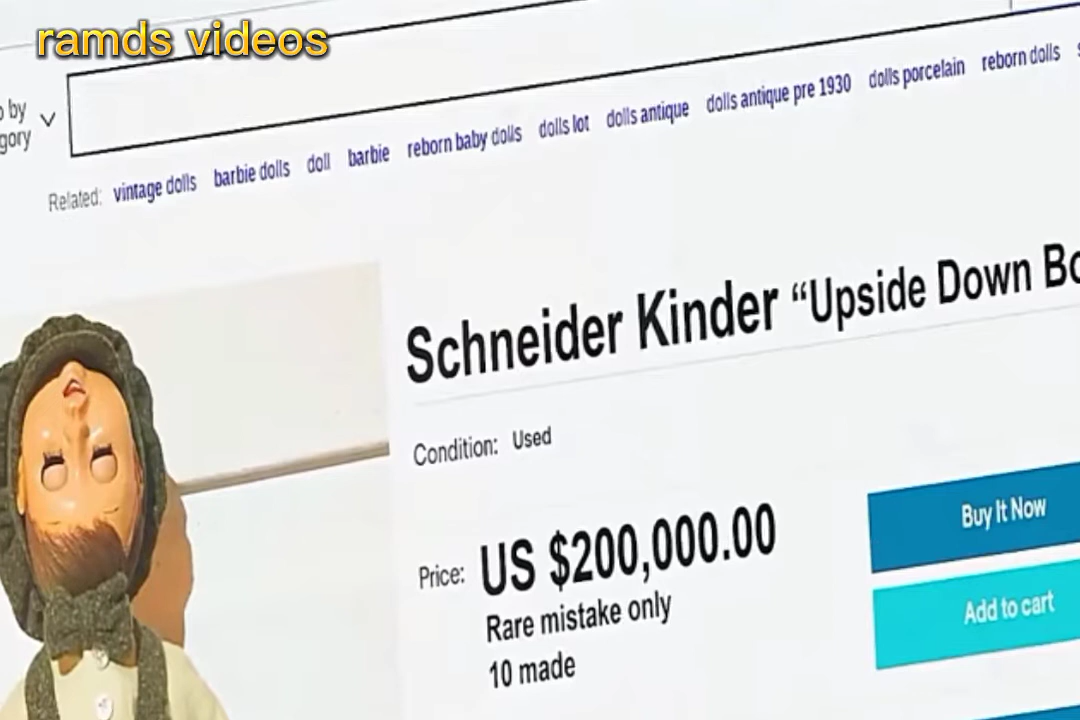 ramds videos
by
gory
Related: vintage dolls barbie dolls doll barbie reborn baby dolls dolls lot dolls antique dolls antique pre 1930 dolls porcelain reborn dolls
Schneider Kinder “Upside Down Bo
Condition: Used
Price: US $200,000.00
Rare mistake only
10 made
Buy It Now
Add to cart